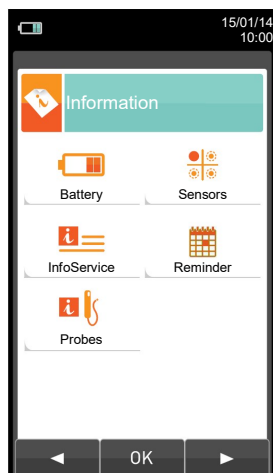 15/01/14
10:00
Information
Battery
Sensors
InfoService
Reminder
Probes
OK